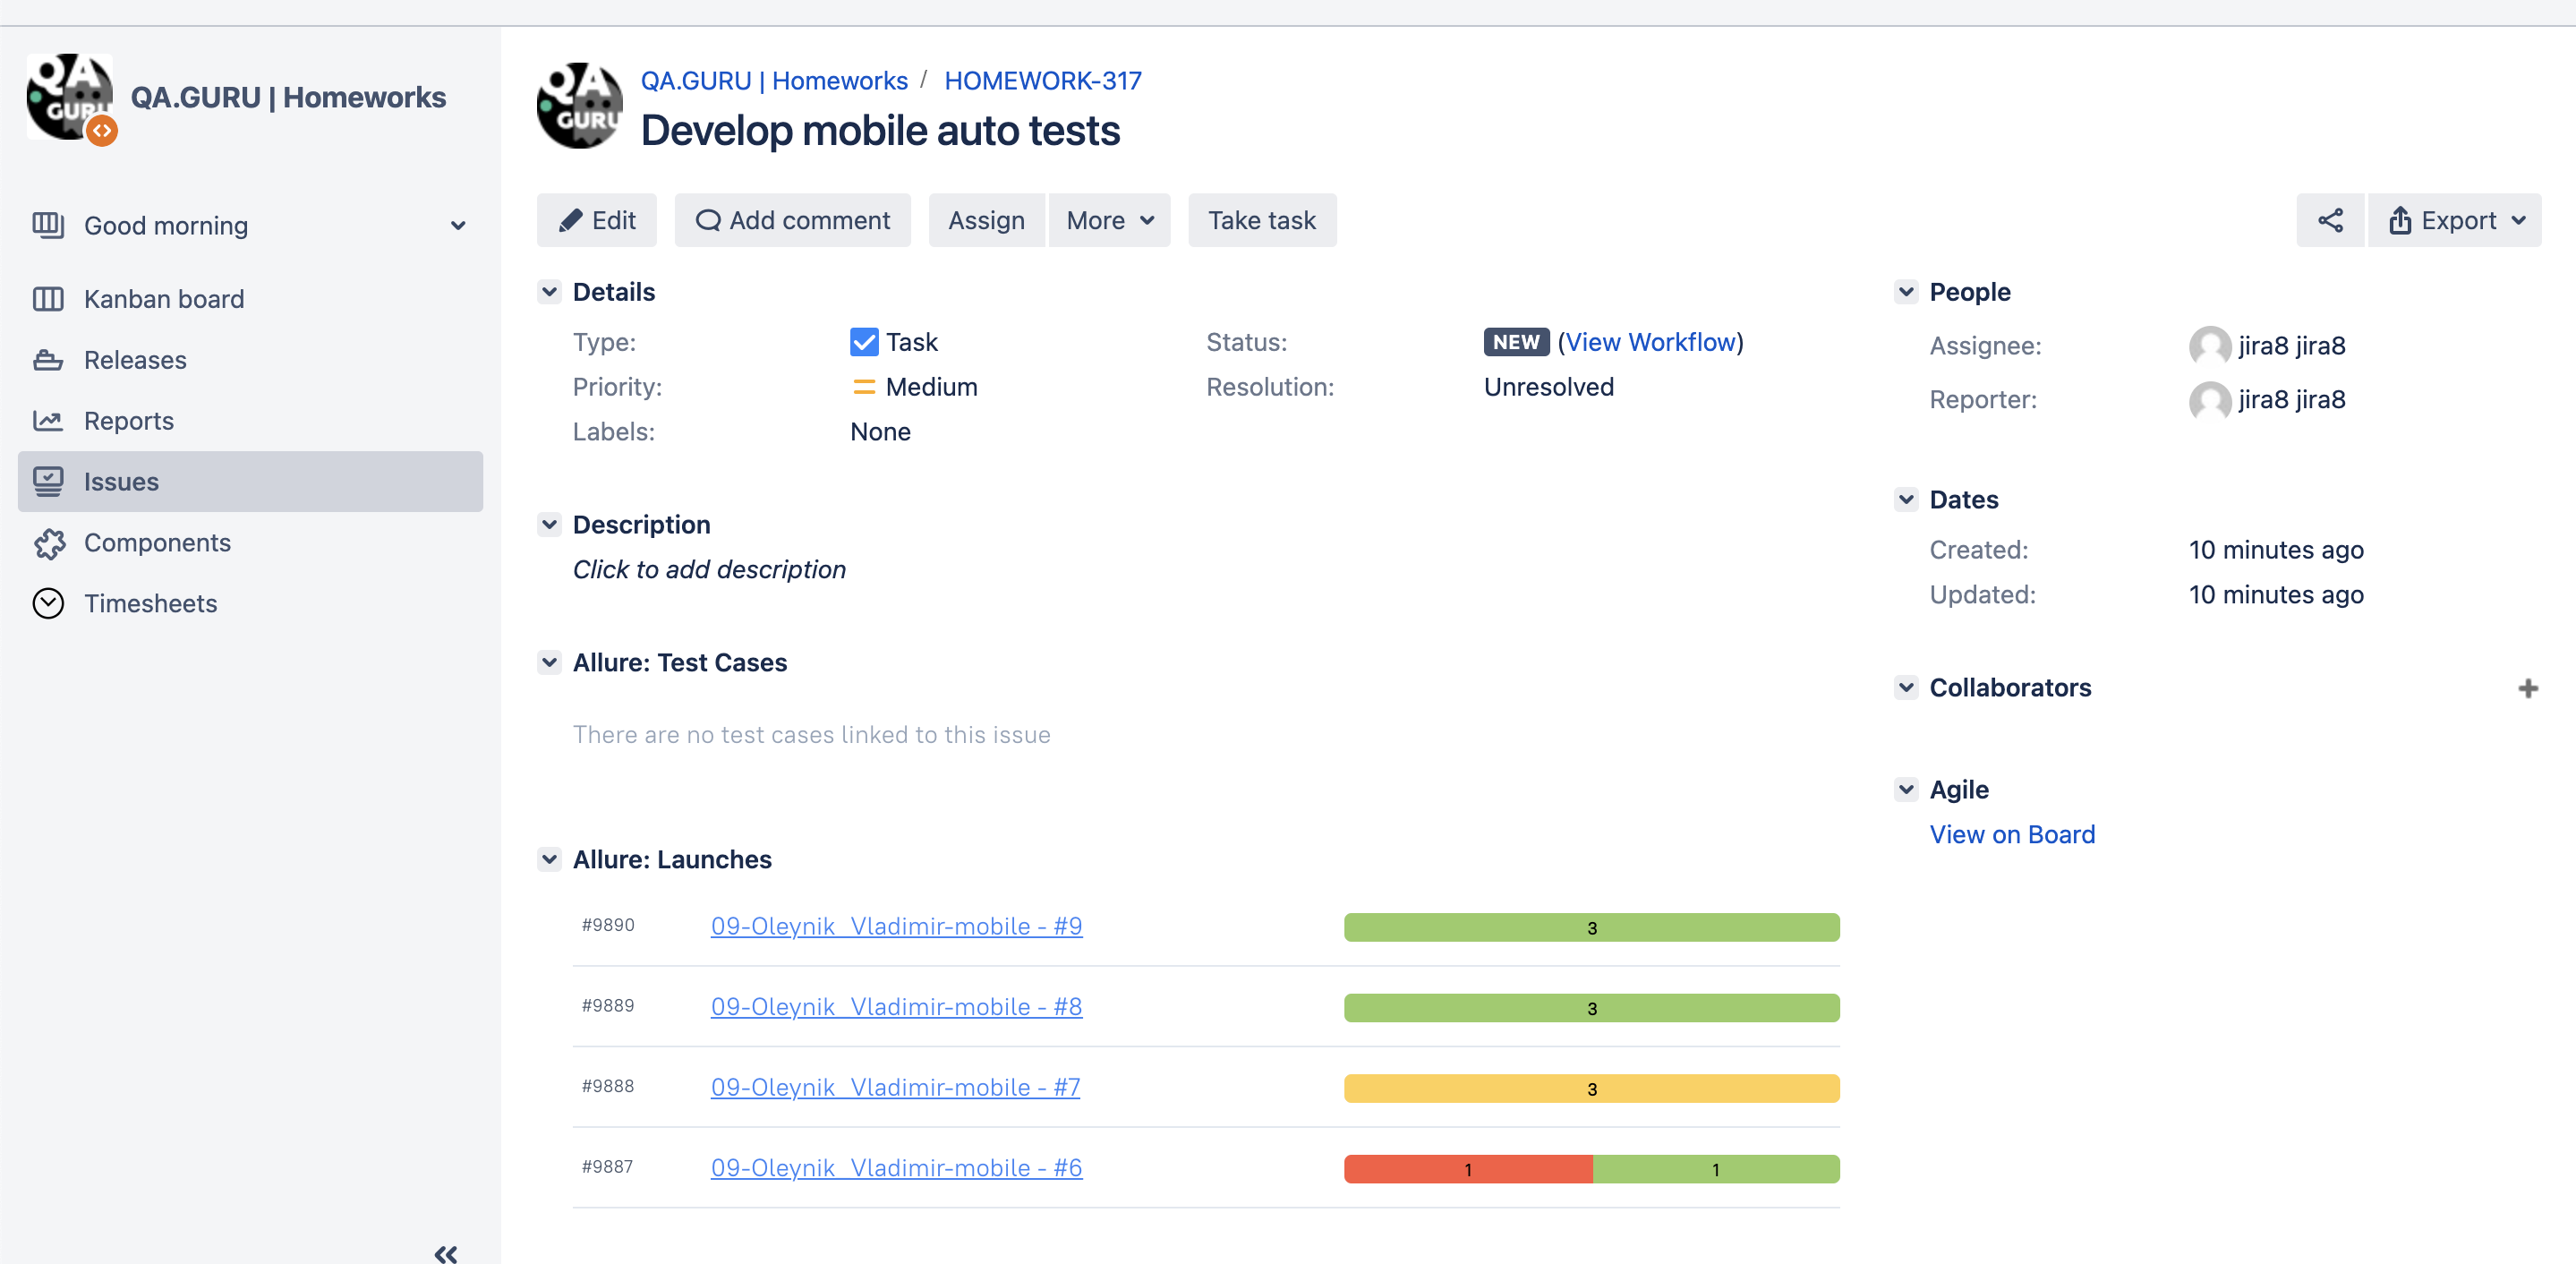 QA
GURU
QA.GURU | Homeworks
Good morning
Kanban board
Releases
Reports
Issues
Components
Timesheets
QA
GURU
QA.GURU | Homeworks / HOMEWORK-317
Develop mobile auto tests
Edit
Add comment
Assign
More
Take task
Export
Details
Type: Task
Status: NEW (View Workflow)
Priority: Medium
Resolution: Unresolved
Labels: None
Description
Click to add description
Allure: Test Cases
There are no test cases linked to this issue
Allure: Launches
#9890 09-Oleynik_Vladimir-mobile - #9 3
#9889 09-Oleynik_Vladimir-mobile - #8 3
#9888 09-Oleynik_Vladimir-mobile - #7 3
#9887 09-Oleynik_Vladimir-mobile - #6 1 1
People
Assignee: jira8 jira8
Reporter: jira8 jira8
Dates
Created: 10 minutes ago
Updated: 10 minutes ago
Collaborators
Agile
View on Board